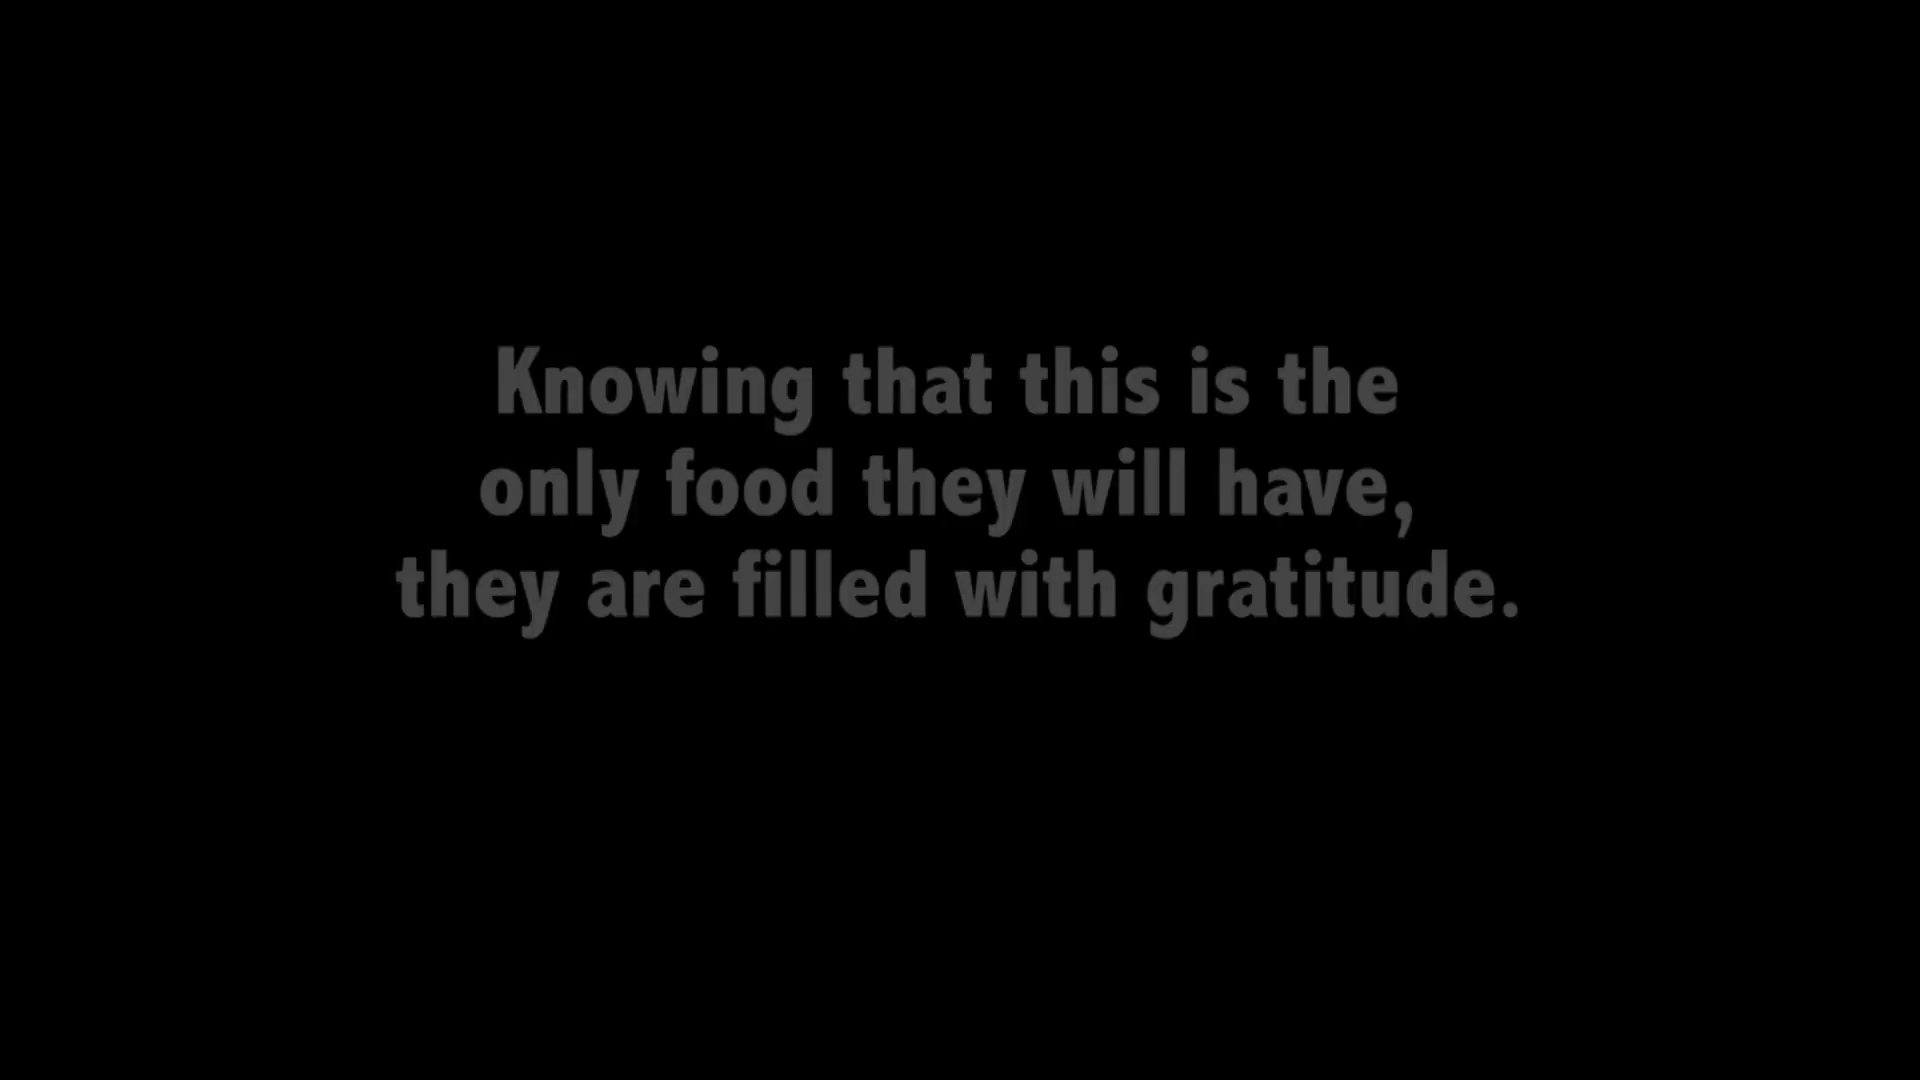 Knowing that this is the
only food they will have,
they are filled with gratitude.